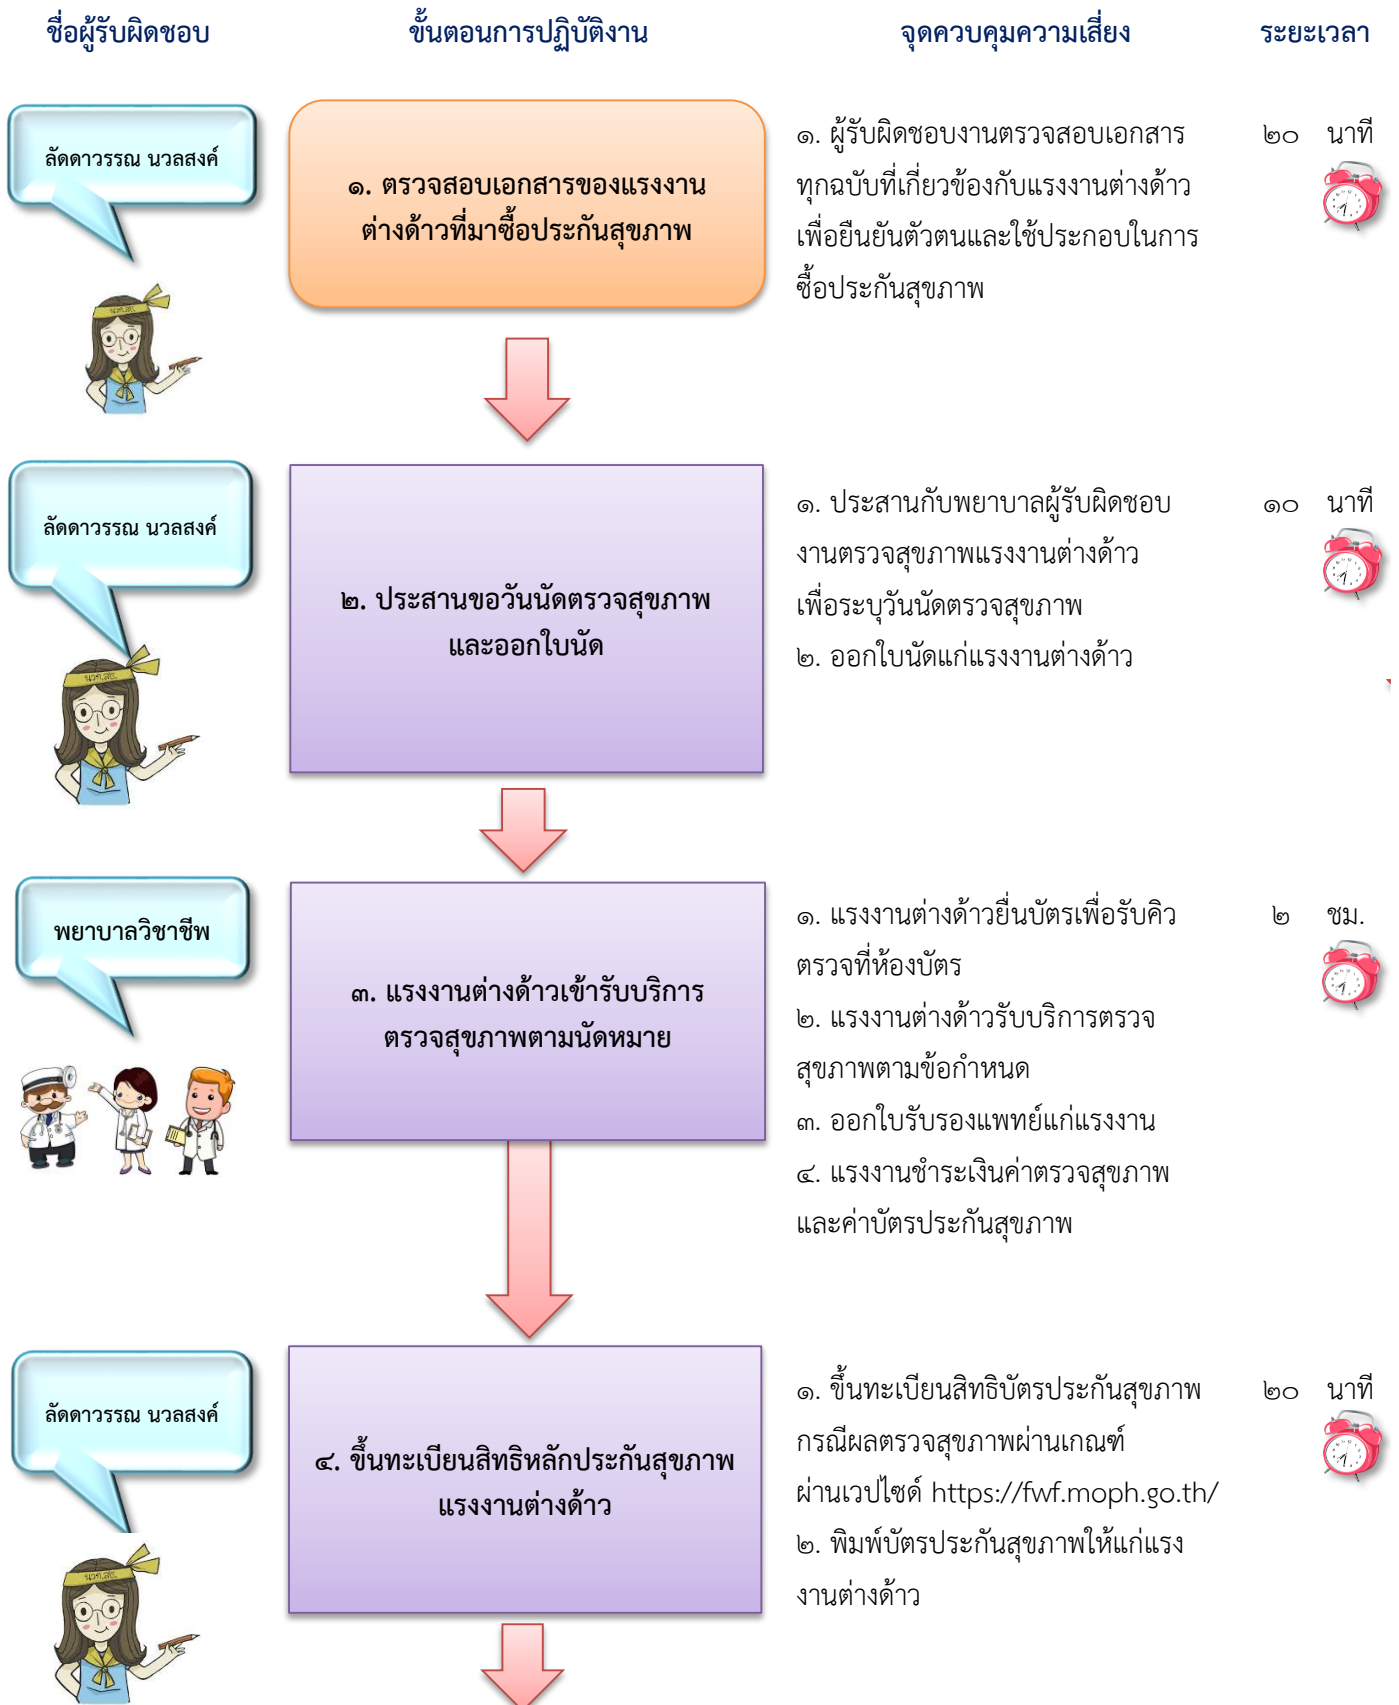 ชื่อผู้รับผิดชอบ ขั้นตอนการปฏิบัติงาน จุดควบคุมความเสี่ยง ระยะเวลา
ลัดดาวรรณ นวลสงค์
๑. ตรวจสอบเอกสารของแรงงาน
ต่างด้าวที่มาซื้อประกันสุขภาพ
๑. ผู้รับผิดชอบงานตรวจสอบเอกสาร
ทุกฉบับที่เกี่ยวข้องกับแรงงานต่างด้าว
เพื่อยืนยันตัวตนและใช้ประกอบในการ
ซื้อประกันสุขภาพ
๒๐ นาที
ลัดดาวรรณ นวลสงค์
๒. ประสานขอวันนัดตรวจสุขภาพ
และออกใบนัด
๑. ประสานกับพยาบาลผู้รับผิดชอบ
งานตรวจสุขภาพแรงงานต่างด้าว
เพื่อระบุวันนัดตรวจสุขภาพ
๒. ออกใบนัดแก่แรงงานต่างด้าว
๑๐ นาที
พยาบาลวิชาชีพ
๓. แรงงานต่างด้าวเข้ารับบริการ
ตรวจสุขภาพตามนัดหมาย
๑. แรงงานต่างด้าวยื่นบัตรเพื่อรับคิว
ตรวจที่ห้องบัตร
๒. แรงงานต่างด้าวรับบริการตรวจ
สุขภาพตามข้อกำหนด
๓. ออกใบรับรองแพทย์แก่แรงงาน
๔. แรงงานชำระเงินค่าตรวจสุขภาพ
และค่าบัตรประกันสุขภาพ
๒ ชม.
ลัดดาวรรณ นวลสงค์
๔. ขึ้นทะเบียนสิทธิหลักประกันสุขภาพ
แรงงานต่างด้าว
๑. ขึ้นทะเบียนสิทธิบัตรประกันสุขภาพ
กรณีผลตรวจสุขภาพผ่านเกณฑ์
ผ่านเวปไซด์ https://fwf.moph.go.th/
๒. พิมพ์บัตรประกันสุขภาพให้แก่แรง
งานต่างด้าว
๒๐ นาที